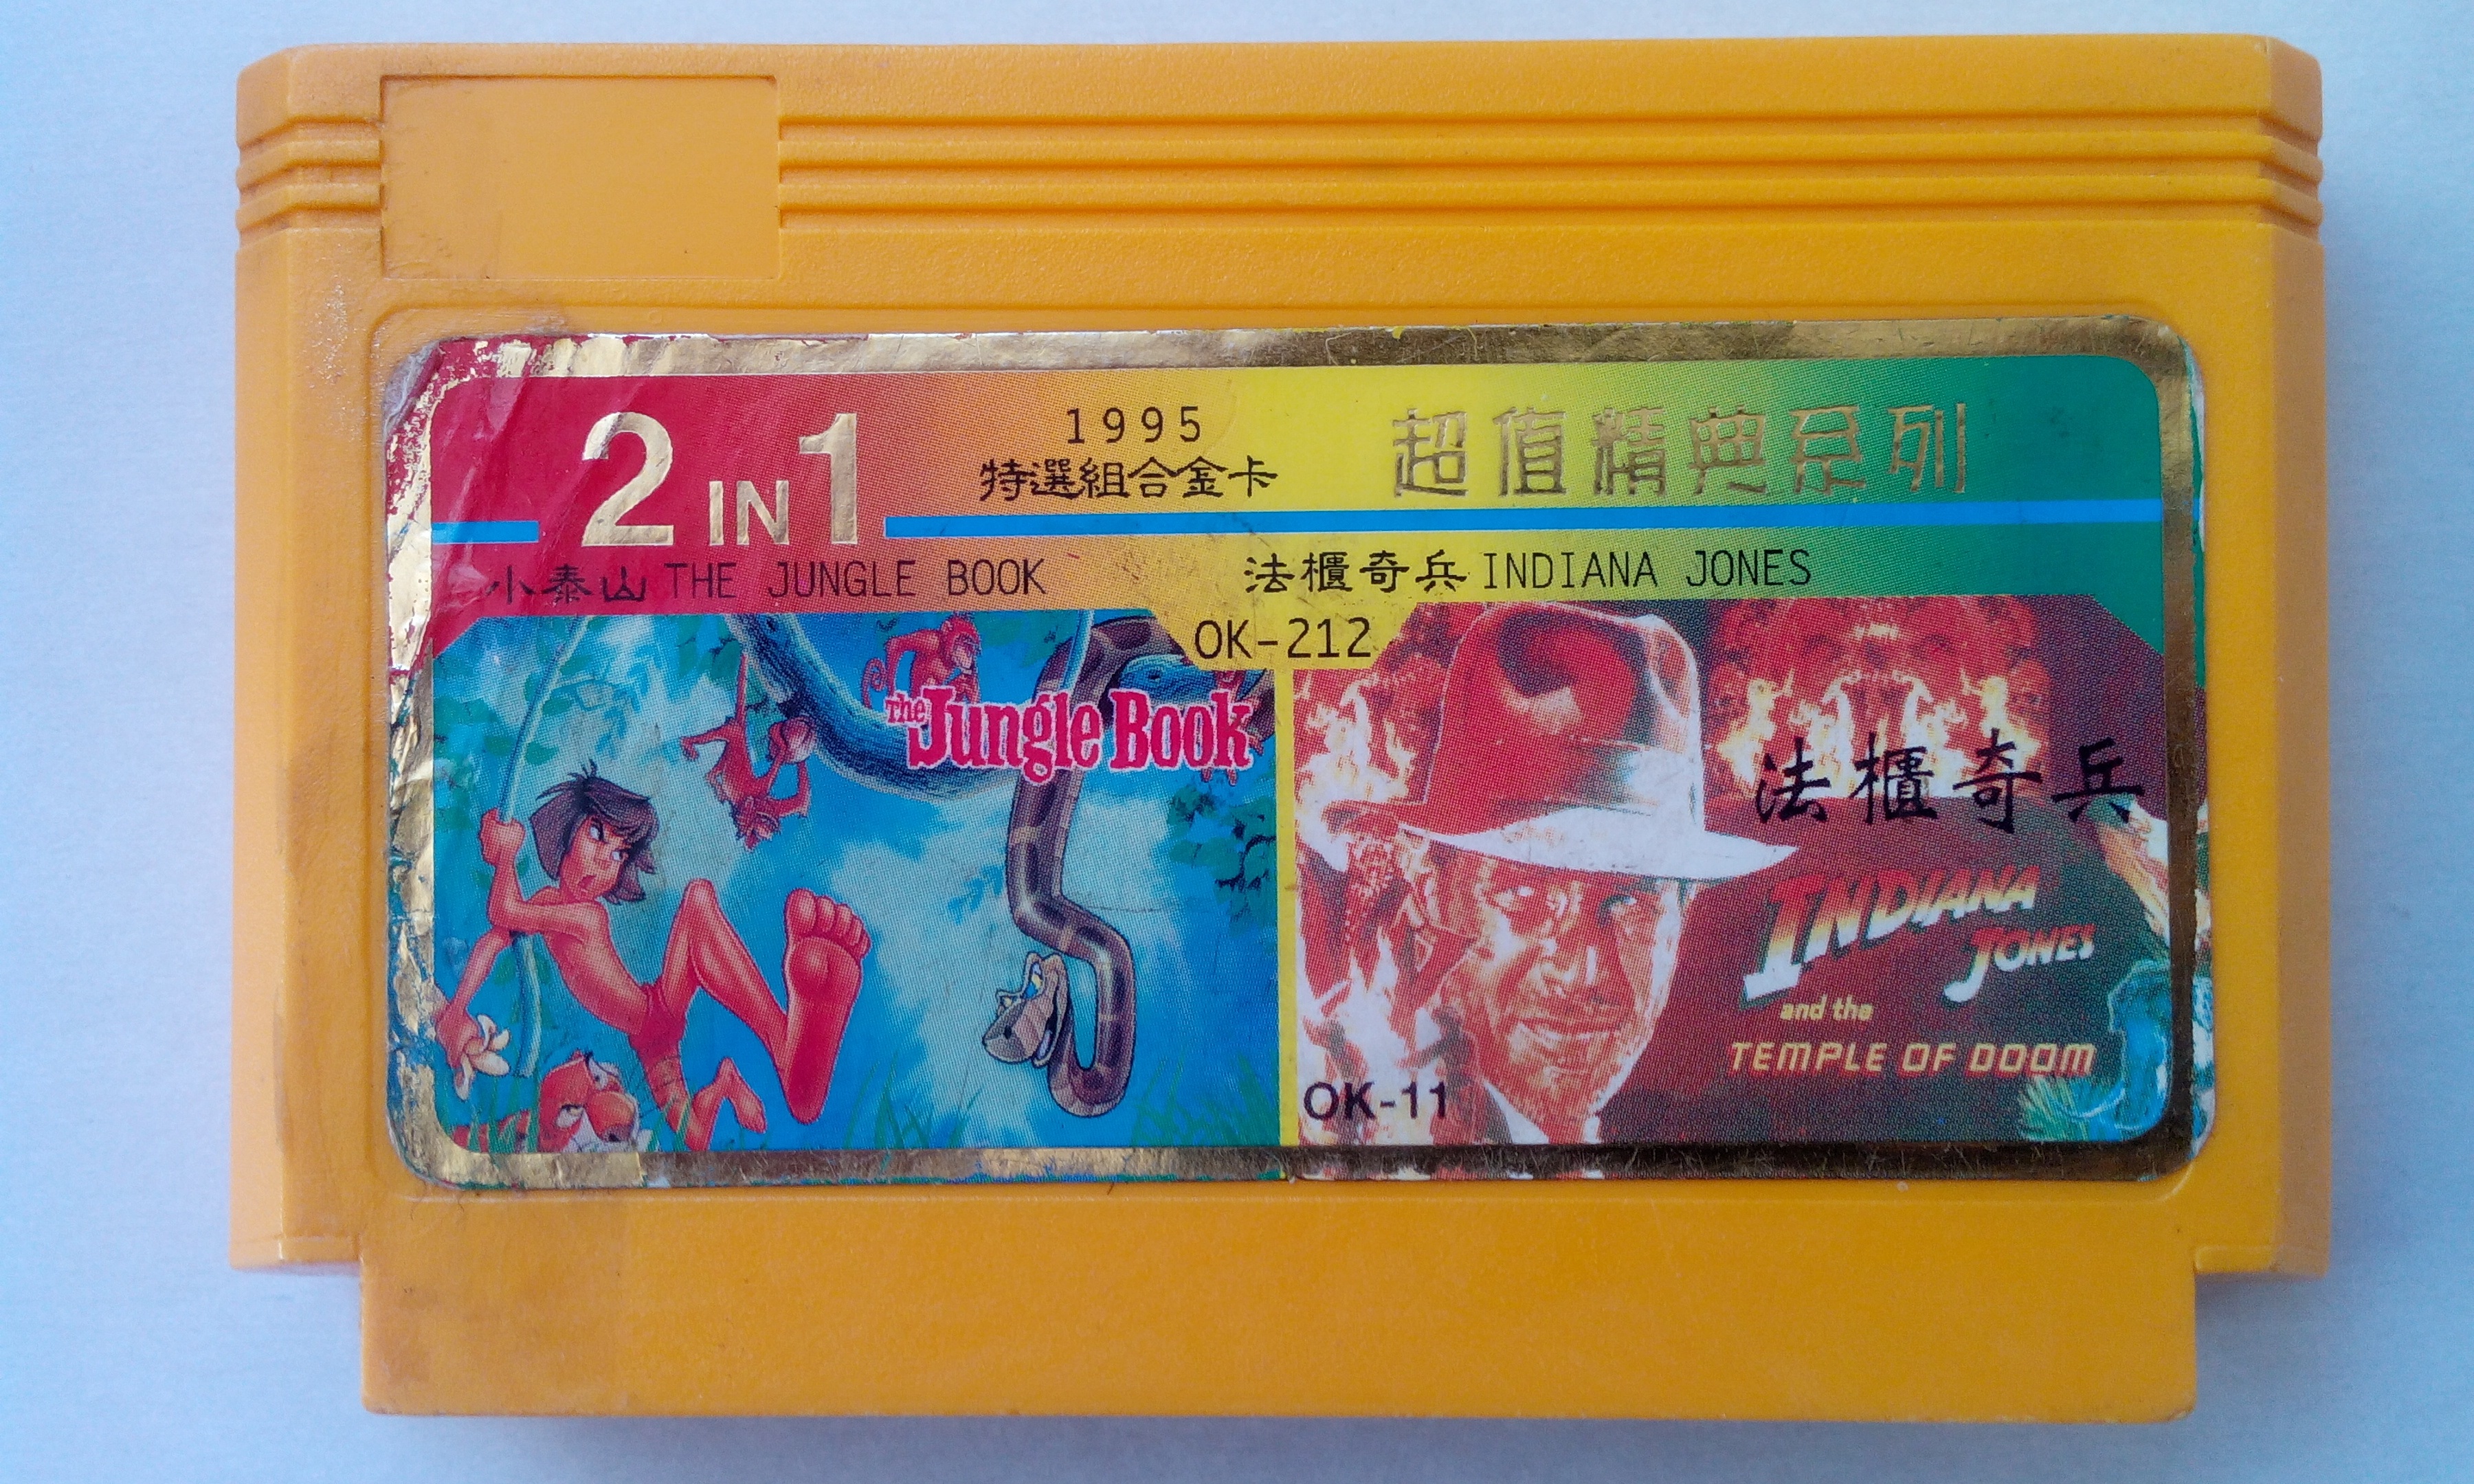 2 IN 1
1995
特選組合金卡
超值精典系列
小泰山 THE JUNGLE BOOK
法櫃奇兵 INDIANA JONES
OK-212
The Jungle Book
法櫃奇兵
INDIANA
JONES
and the
TEMPLE OF DOOM
OK-11